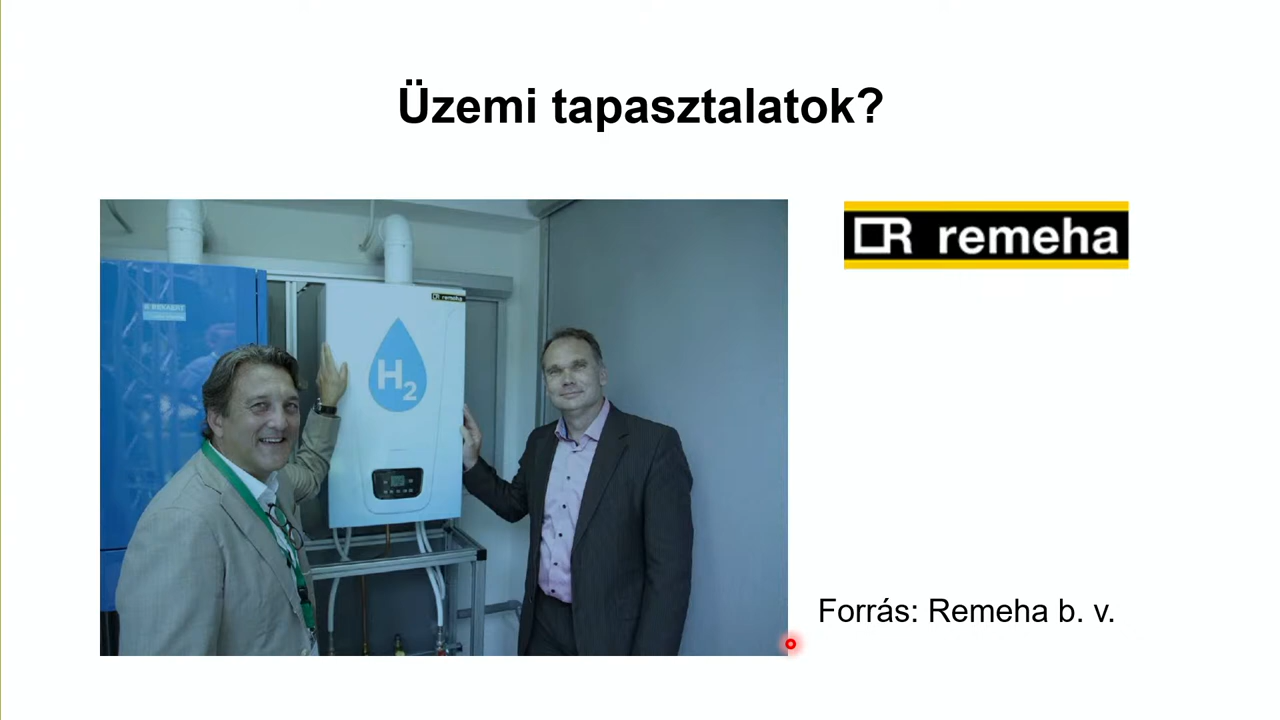 Üzemi tapasztalatok?
remeha
remeha
H2
Forrás: Remeha b. v.